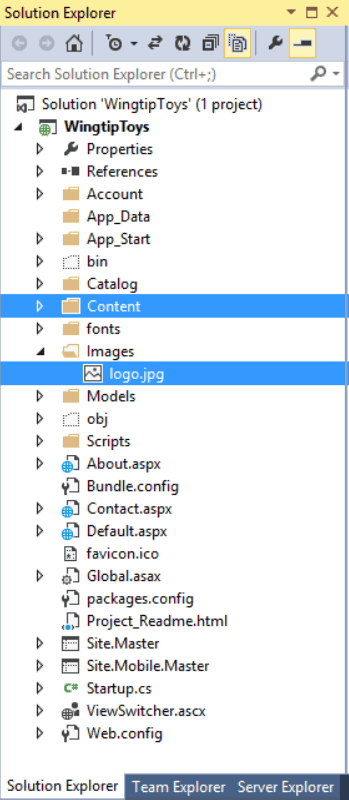 Solution Explorer
Search Solution Explorer (Ctrl+;)
Solution 'WingtipToys' (1 project)
WingtipToys
Properties
References
Account
App_Data
App_Start
bin
Catalog
Content
fonts
Images
logo.jpg
Models
obj
Scripts
About.aspx
Bundle.config
Contact.aspx
Default.aspx
favicon.ico
Global.asax
packages.config
Project_Readme.html
Site.Master
Site.Mobile.Master
C# Startup.cs
ViewSwitcher.ascx
Web.config
Solution Explorer Team Explorer Server Explorer